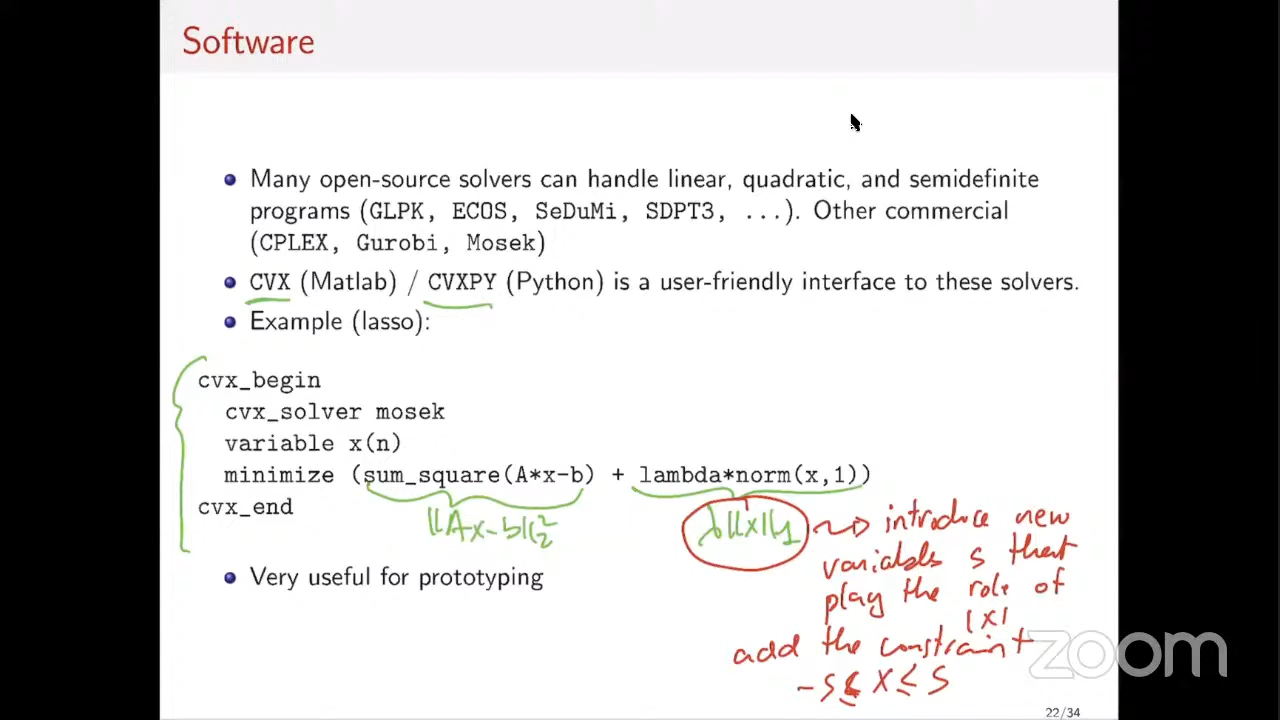 Software
Many open-source solvers can handle linear, quadratic, and semidefinite
programs (GLPK, ECOS, SeDuMi, SDPT3, ...). Other commercial
(CPLEX, Gurobi, Mosek)
CVX (Matlab) / CVXPY (Python) is a user-friendly interface to these solvers.
Example (lasso):
cvx_begin
cvx_solver mosek
variable x(n)
minimize (sum_square(A*x-b) + lambda*norm(x,1))
cvx_end
||Ax-b||₂²
λ||x||₁ ⇝ introduce new
variables s that
play the role of
|x|
add the constraint
-s ≤ x ≤ s
Very useful for prototyping
zoom
22/34